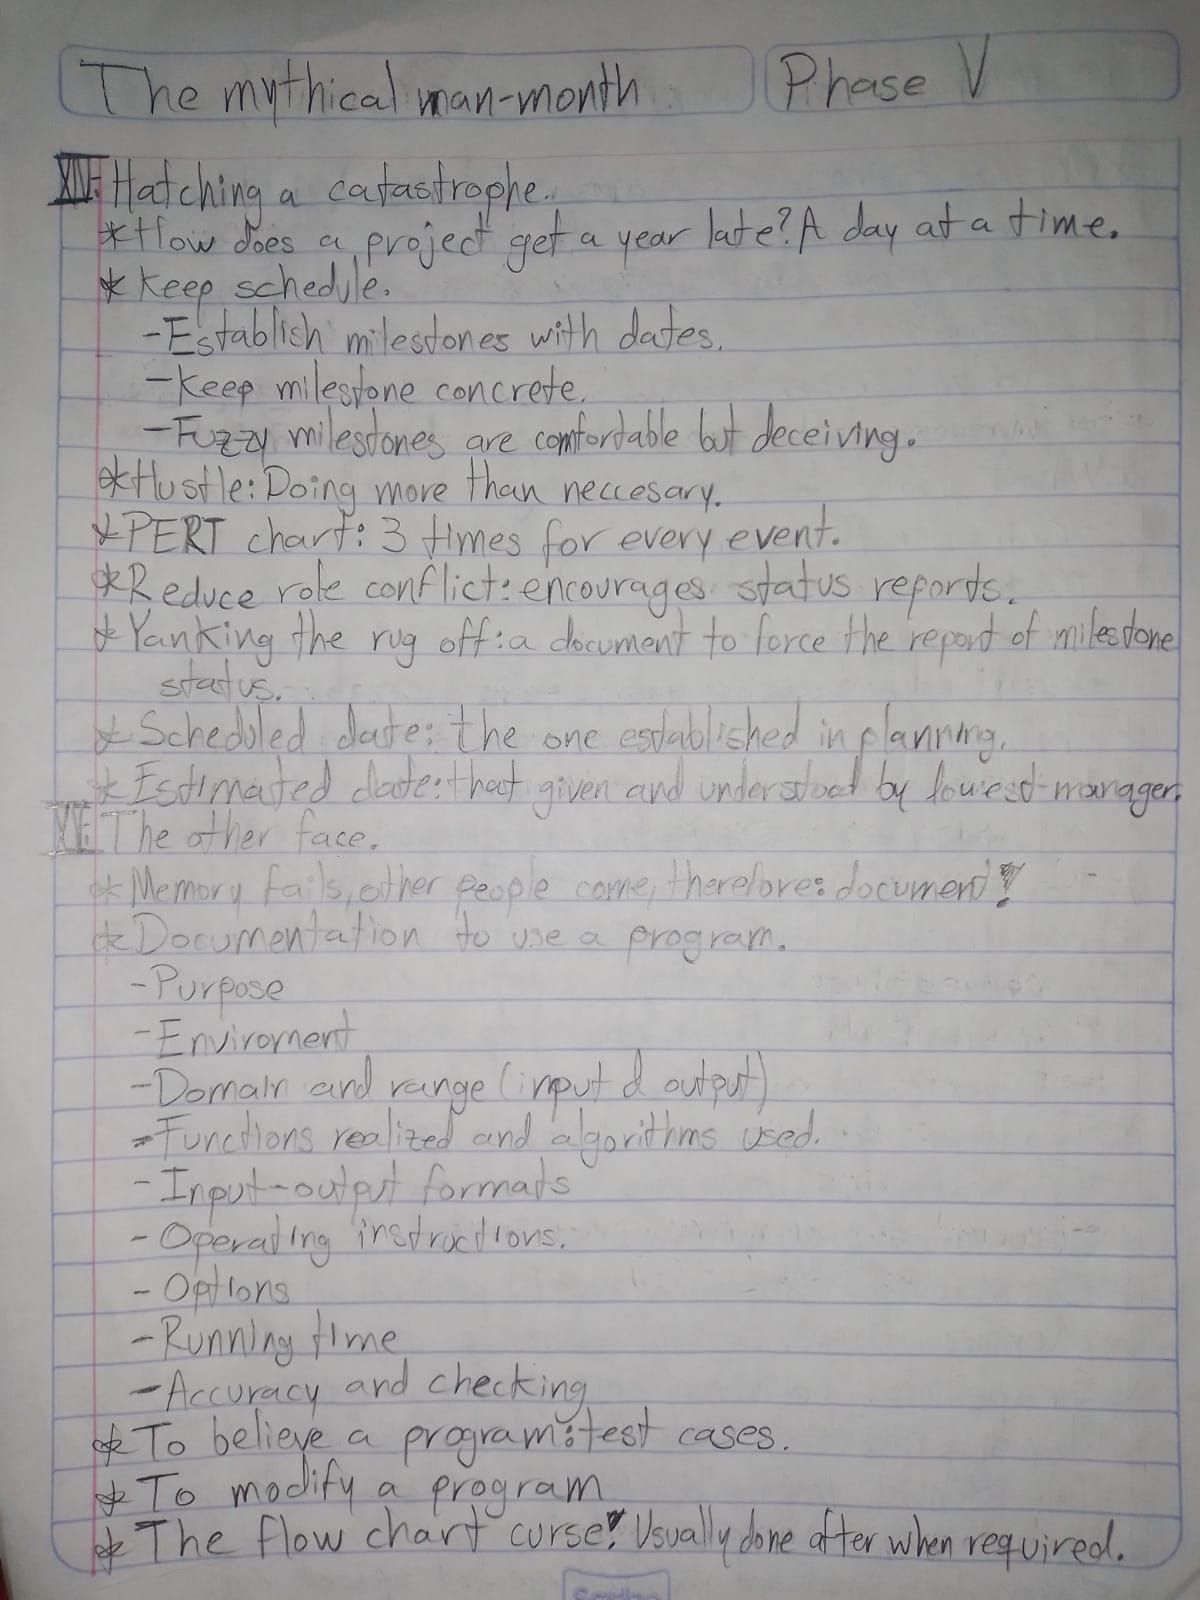 The mythical man-month Phase V
XIV: Hatching a catastrophe.
* How does a project get a year late? A day at a time.
* Keep schedule.
-Establish milestones with dates.
-Keep milestone concrete.
-Fuzzy milestones are comfortable but deceiving.
* Hustle: Doing more than neccesary.
* PERT chart: 3 times for every event.
* Reduce role conflict: encourages status reports.
* Yanking the rug off: a document to force the report of milestone
status.
* Scheduled date: the one established in planning.
* Estimated date: that given and understood by lowest-manager.
XV: The other face.
* Memory fails, other people come, therefore: document!
* Documentation to use a program.
-Purpose
-Enviroment
-Domain and range (input & output)
-Functions realized and algorithms used.
-Input-output formats
-Operating instructions.
-Options
-Running time
-Accuracy and checking
* To believe a program: test cases.
* To modify a program
* The flow chart curse: Usually done after when required.